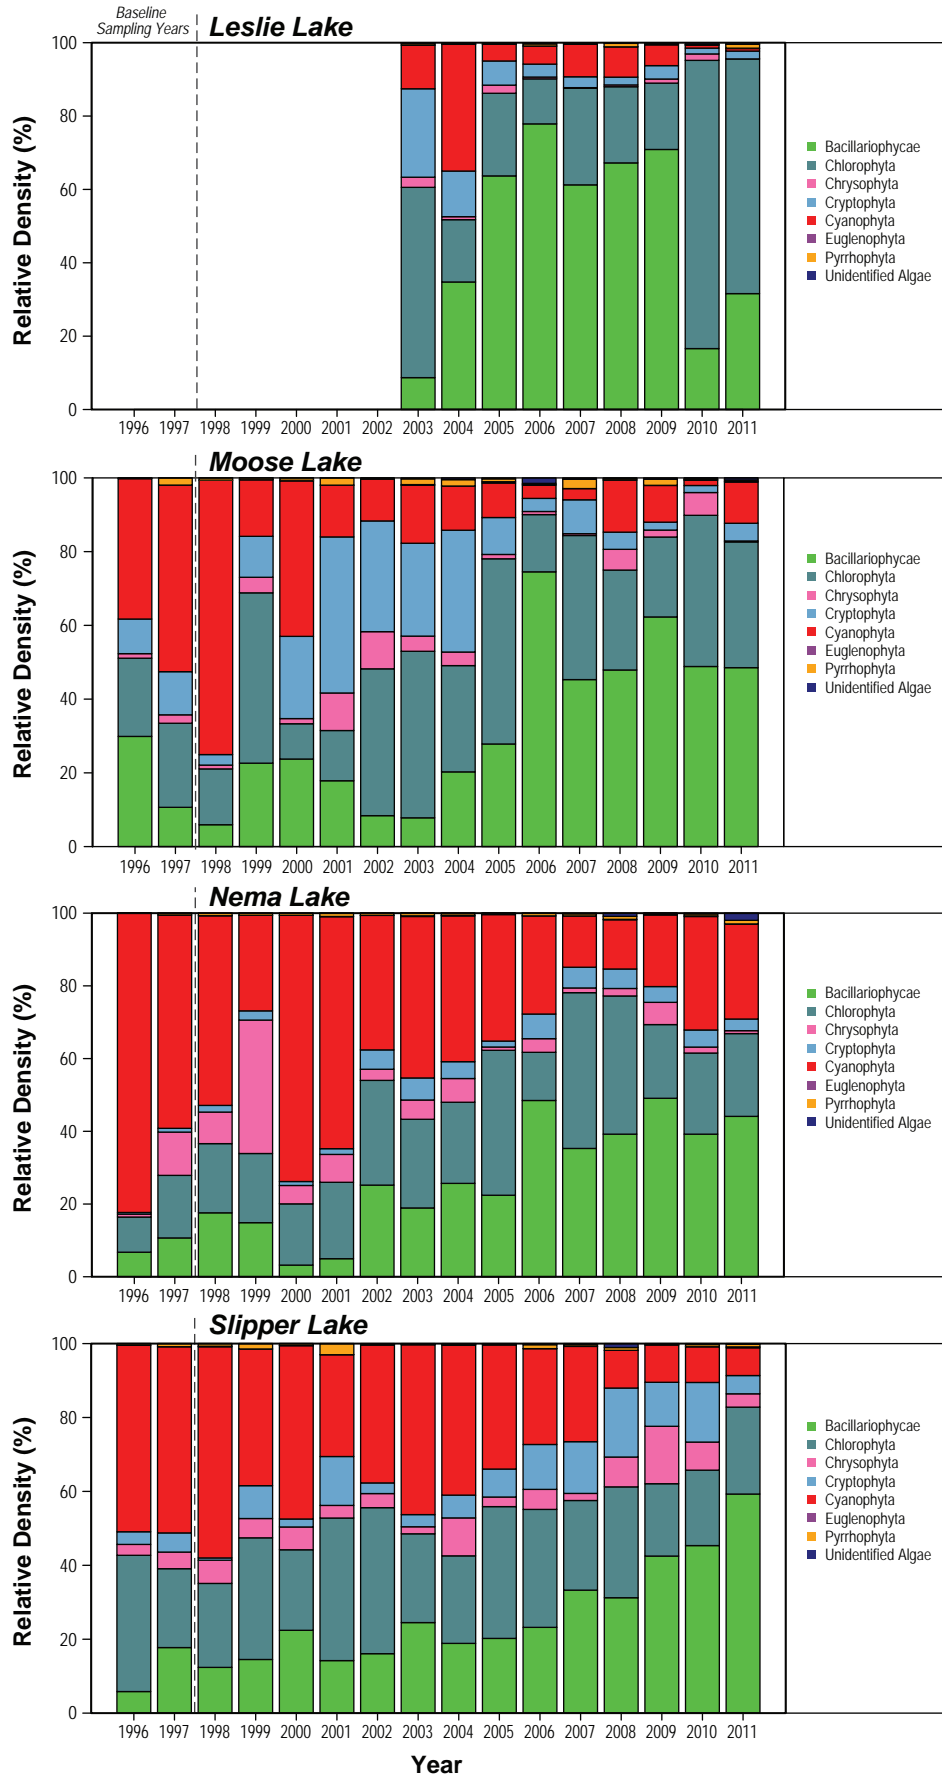 Baseline
Sampling Years
Leslie Lake
Relative Density (%)
100
80
60
40
20
0
1996 1997 1998 1999 2000 2001 2002 2003 2004 2005 2006 2007 2008 2009 2010 2011
Bacillariophycae
Chlorophyta
Chrysophyta
Cryptophyta
Cyanophyta
Euglenophyta
Pyrrhophyta
Unidentified Algae
Moose Lake
Relative Density (%)
100
80
60
40
20
0
1996 1997 1998 1999 2000 2001 2002 2003 2004 2005 2006 2007 2008 2009 2010 2011
Bacillariophycae
Chlorophyta
Chrysophyta
Cryptophyta
Cyanophyta
Euglenophyta
Pyrrhophyta
Unidentified Algae
Nema Lake
Relative Density (%)
100
80
60
40
20
0
1996 1997 1998 1999 2000 2001 2002 2003 2004 2005 2006 2007 2008 2009 2010 2011
Bacillariophycae
Chlorophyta
Chrysophyta
Cryptophyta
Cyanophyta
Euglenophyta
Pyrrhophyta
Unidentified Algae
Slipper Lake
Relative Density (%)
100
80
60
40
20
0
1996 1997 1998 1999 2000 2001 2002 2003 2004 2005 2006 2007 2008 2009 2010 2011
Bacillariophycae
Chlorophyta
Chrysophyta
Cryptophyta
Cyanophyta
Euglenophyta
Pyrrhophyta
Unidentified Algae
Year